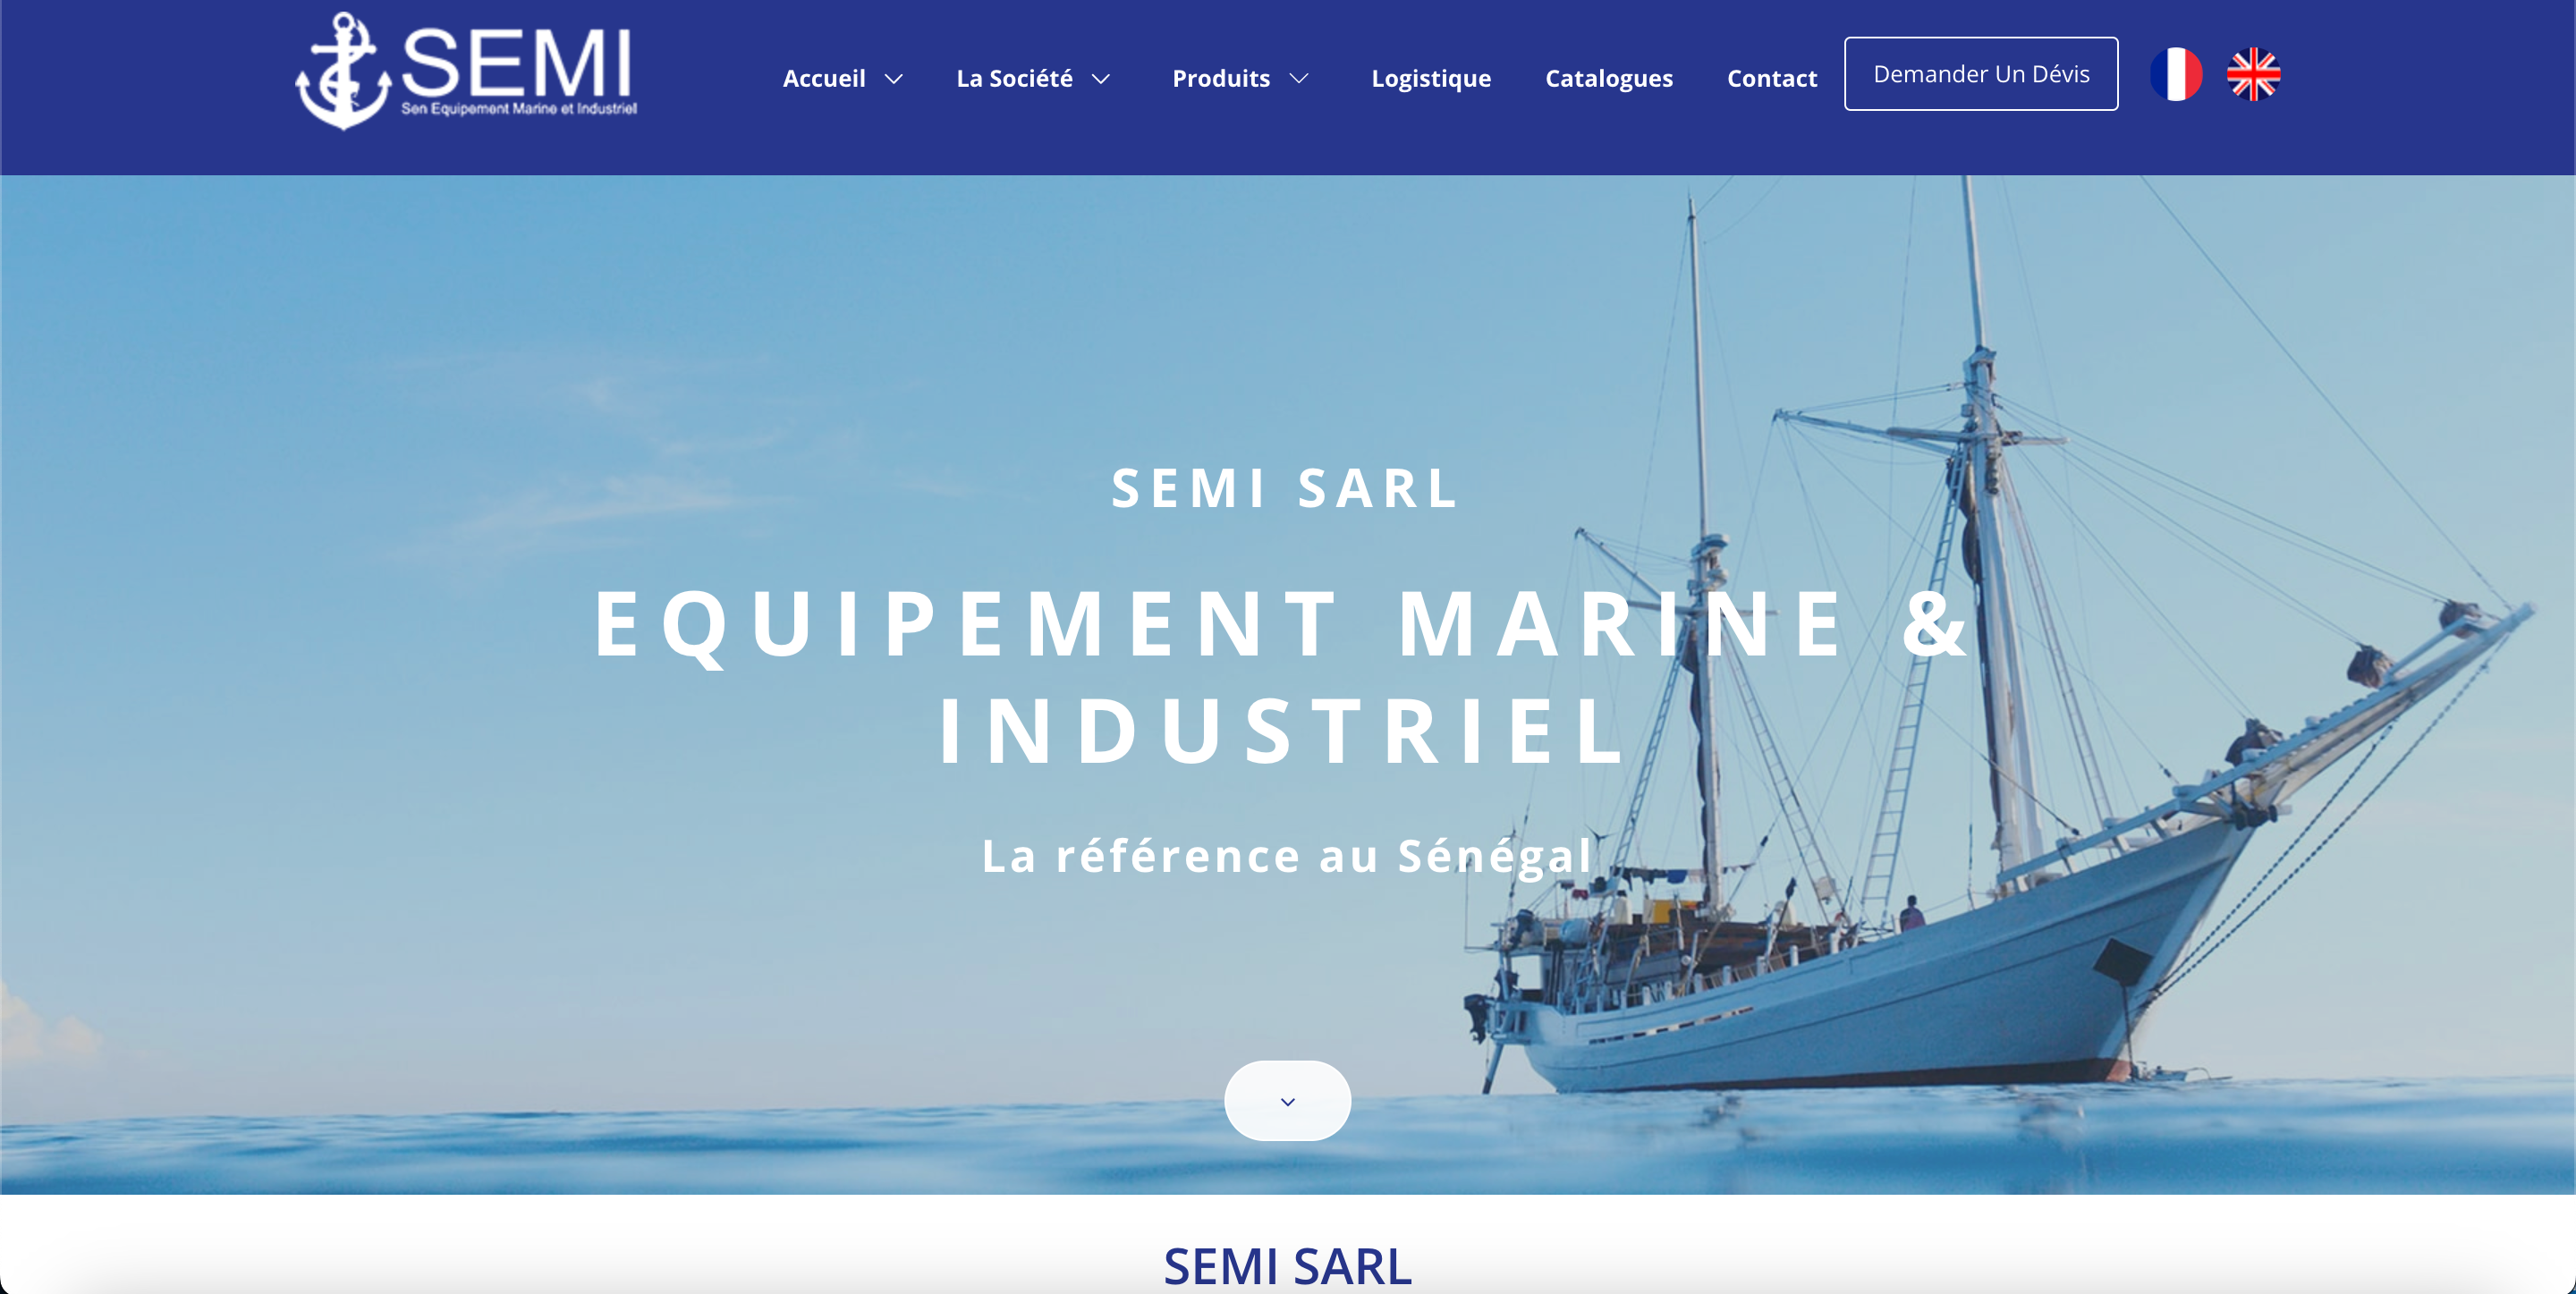 SEMI
Sen Equipement Marine et Industriel
Accueil
La Société
Produits
Logistique
Catalogues
Contact
Demander Un Dévis
SEMI SARL
EQUIPEMENT MARINE &
INDUSTRIEL
La référence au Sénégal
SEMI SARL